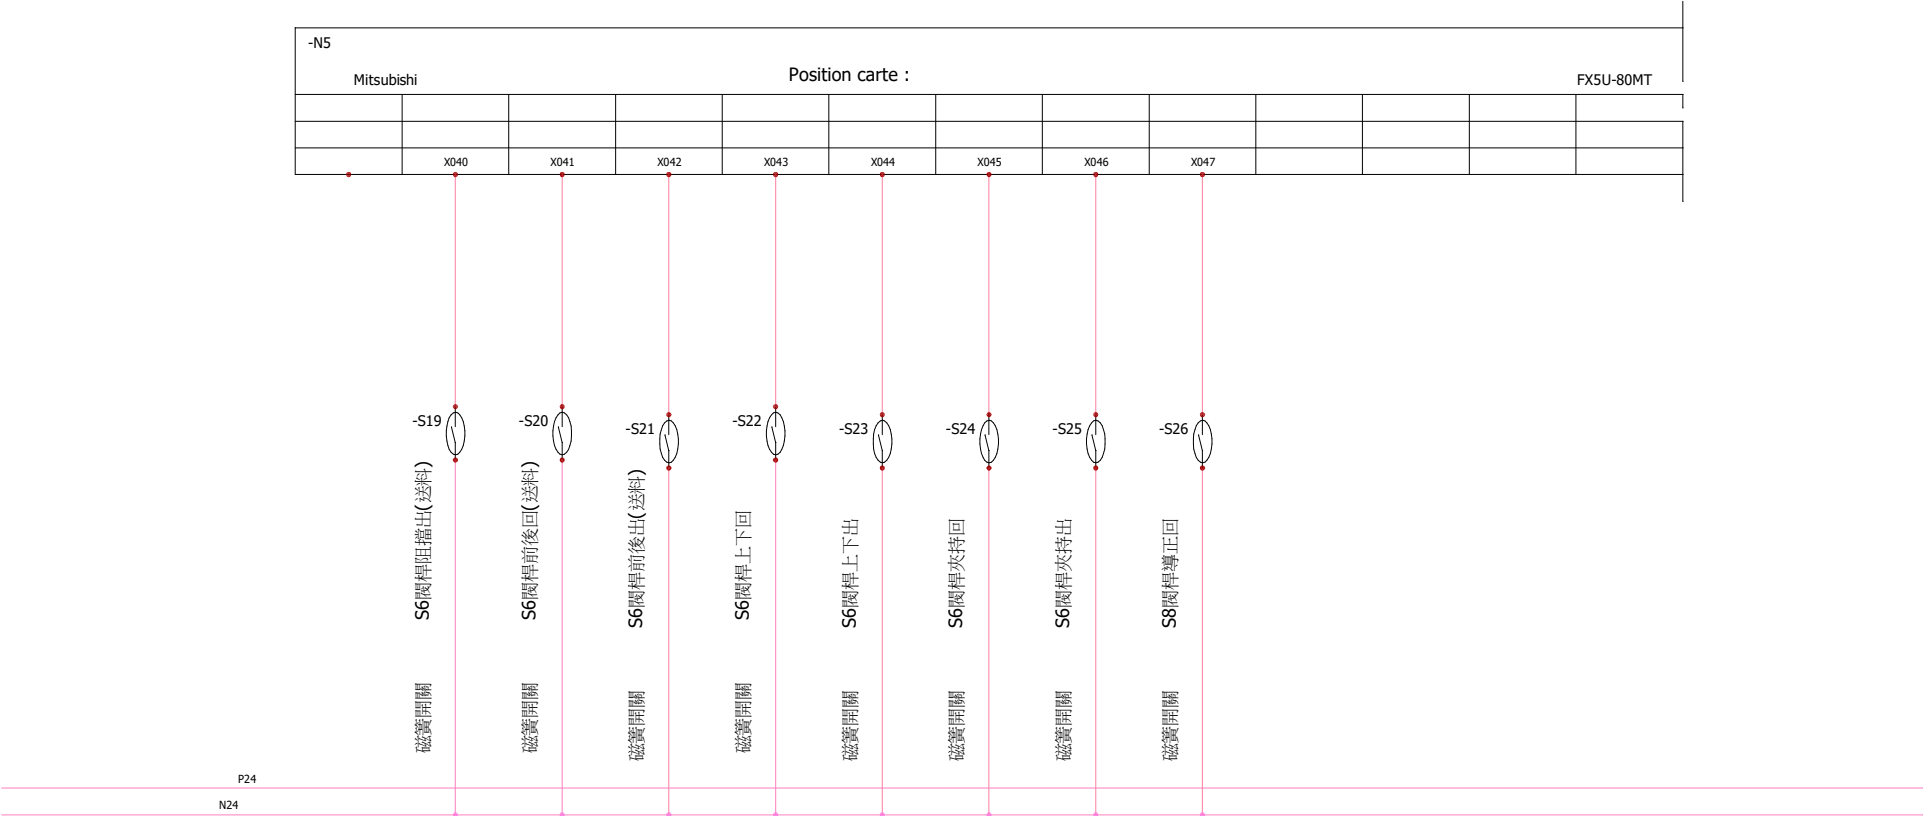 -N5
Mitsubishi
Position carte :
FX5U-80MT
X040
X041
X042
X043
X044
X045
X046
X047
-S19
-S20
-S21
-S22
-S23
-S24
-S25
-S26
S6閥桿阻擋出(送料)
S6閥桿前後回(送料)
S6閥桿前後出(送料)
S6閥桿上下回
S6閥桿上下出
S6閥桿夾持回
S6閥桿夾持出
S8閥桿導正回
磁簧開關
磁簧開關
磁簧開關
磁簧開關
磁簧開關
磁簧開關
磁簧開關
磁簧開關
P24
N24